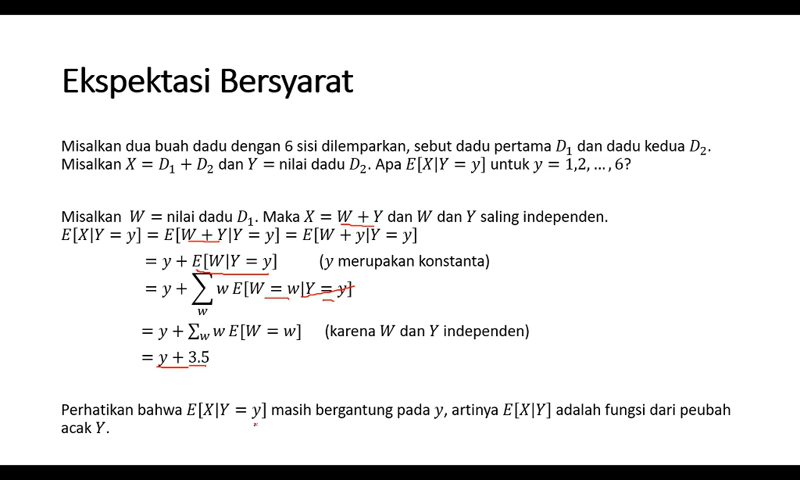 Ekspektasi Bersyarat
Misalkan dua buah dadu dengan 6 sisi dilemparkan, sebut dadu pertama D₁ dan dadu kedua D₂.
Misalkan X = D₁ + D₂ dan Y = nilai dadu D₂. Apa E[X|Y = y] untuk y = 1,2, … , 6?
Misalkan W = nilai dadu D₁. Maka X = W + Y dan W dan Y saling independen.
E[X|Y = y] = E[W + Y|Y = y] = E[W + y|Y = y]
= y + E[W|Y = y] (y merupakan konstanta)
= y + ∑_w w E[W = w|Y = y]
= y + ∑_w w E[W = w] (karena W dan Y independen)
= y + 3.5
Perhatikan bahwa E[X|Y = y] masih bergantung pada y, artinya E[X|Y] adalah fungsi dari peubah
acak Y.